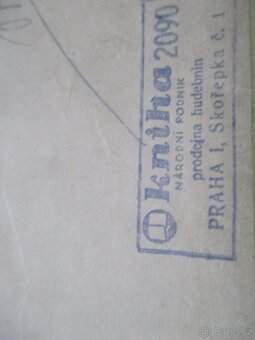 kniha 2090
NÁRODNÍ PODNIK
prodejna hudebnin
PRAHA I, Skořepka č. 1